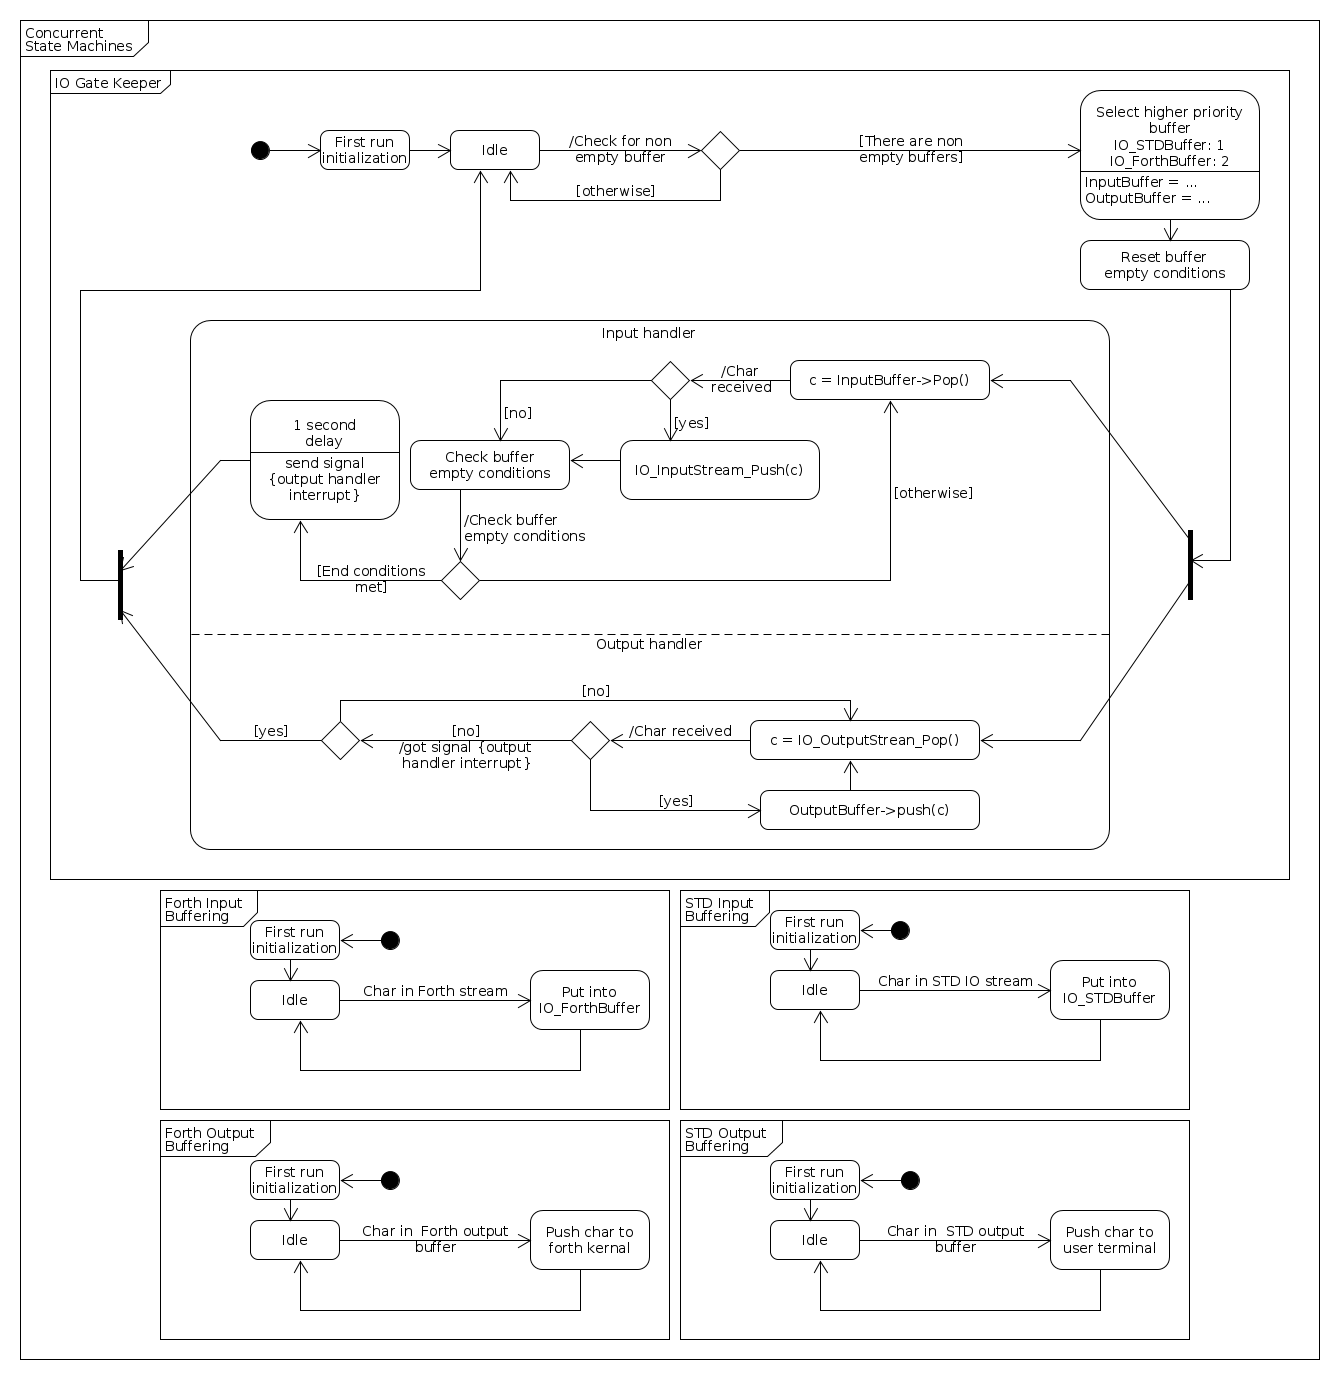 Concurrent
State Machines
IO Gate Keeper
First run
initialization
Idle
/Check for non
empty buffer
[otherwise]
[There are non
empty buffers]
Select higher priority
buffer
IO_STDBuffer: 1
IO_ForthBuffer: 2
InputBuffer = ...
OutputBuffer = ...
Reset buffer
empty conditions
Input handler
/Char
received
c = InputBuffer->Pop()
[no]
[yes]
1 second
delay
send signal
{output handler
interrupt}
Check buffer
empty conditions
IO_InputStream_Push(c)
[otherwise]
/Check buffer
empty conditions
[End conditions
met]
Output handler
[no]
[yes]
[no]
/got signal {output
handler interrupt}
/Char received
c = IO_OutputStrean_Pop()
[yes]
OutputBuffer->push(c)
Forth Input
Buffering
First run
initialization
Idle
Char in Forth stream
Put into
IO_ForthBuffer
STD Input
Buffering
First run
initialization
Idle
Char in STD IO stream
Put into
IO_STDBuffer
Forth Output
Buffering
First run
initialization
Idle
Char in  Forth output
buffer
Push char to
forth kernal
STD Output
Buffering
First run
initialization
Idle
Char in  STD output
buffer
Push char to
user terminal